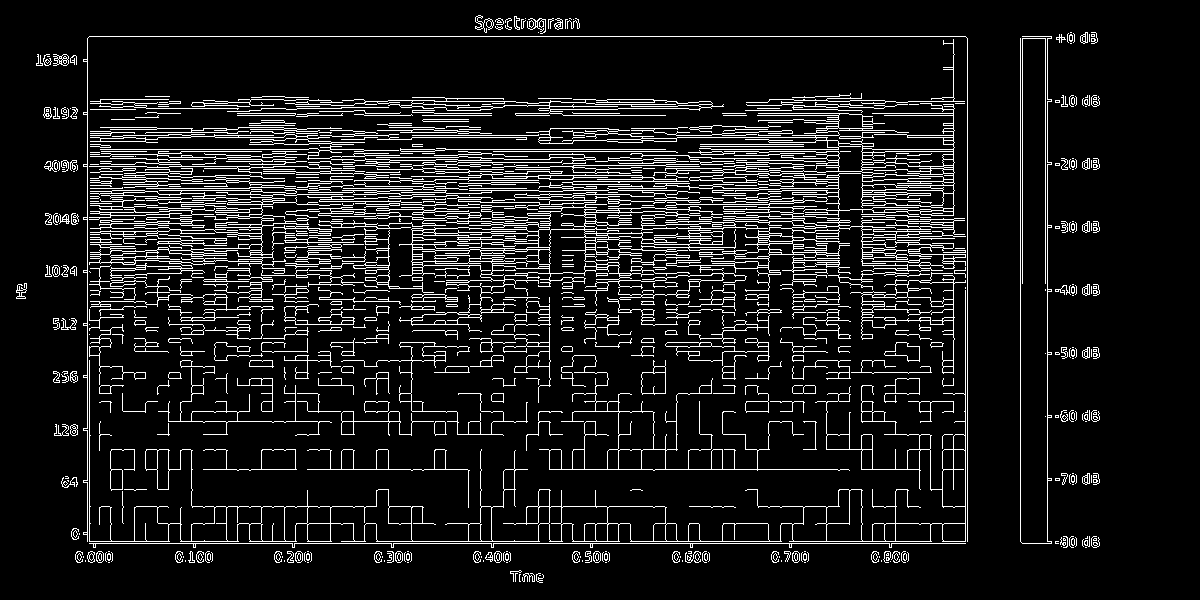 Spectrogram
16384
8192
4096
2048
1024
512
256
128
64
0
Hz
0.000 0.100 0.200 0.300 0.400 0.500 0.600 0.700 0.800
Time
+0 dB
-10 dB
-20 dB
-30 dB
-40 dB
-50 dB
-60 dB
-70 dB
-80 dB